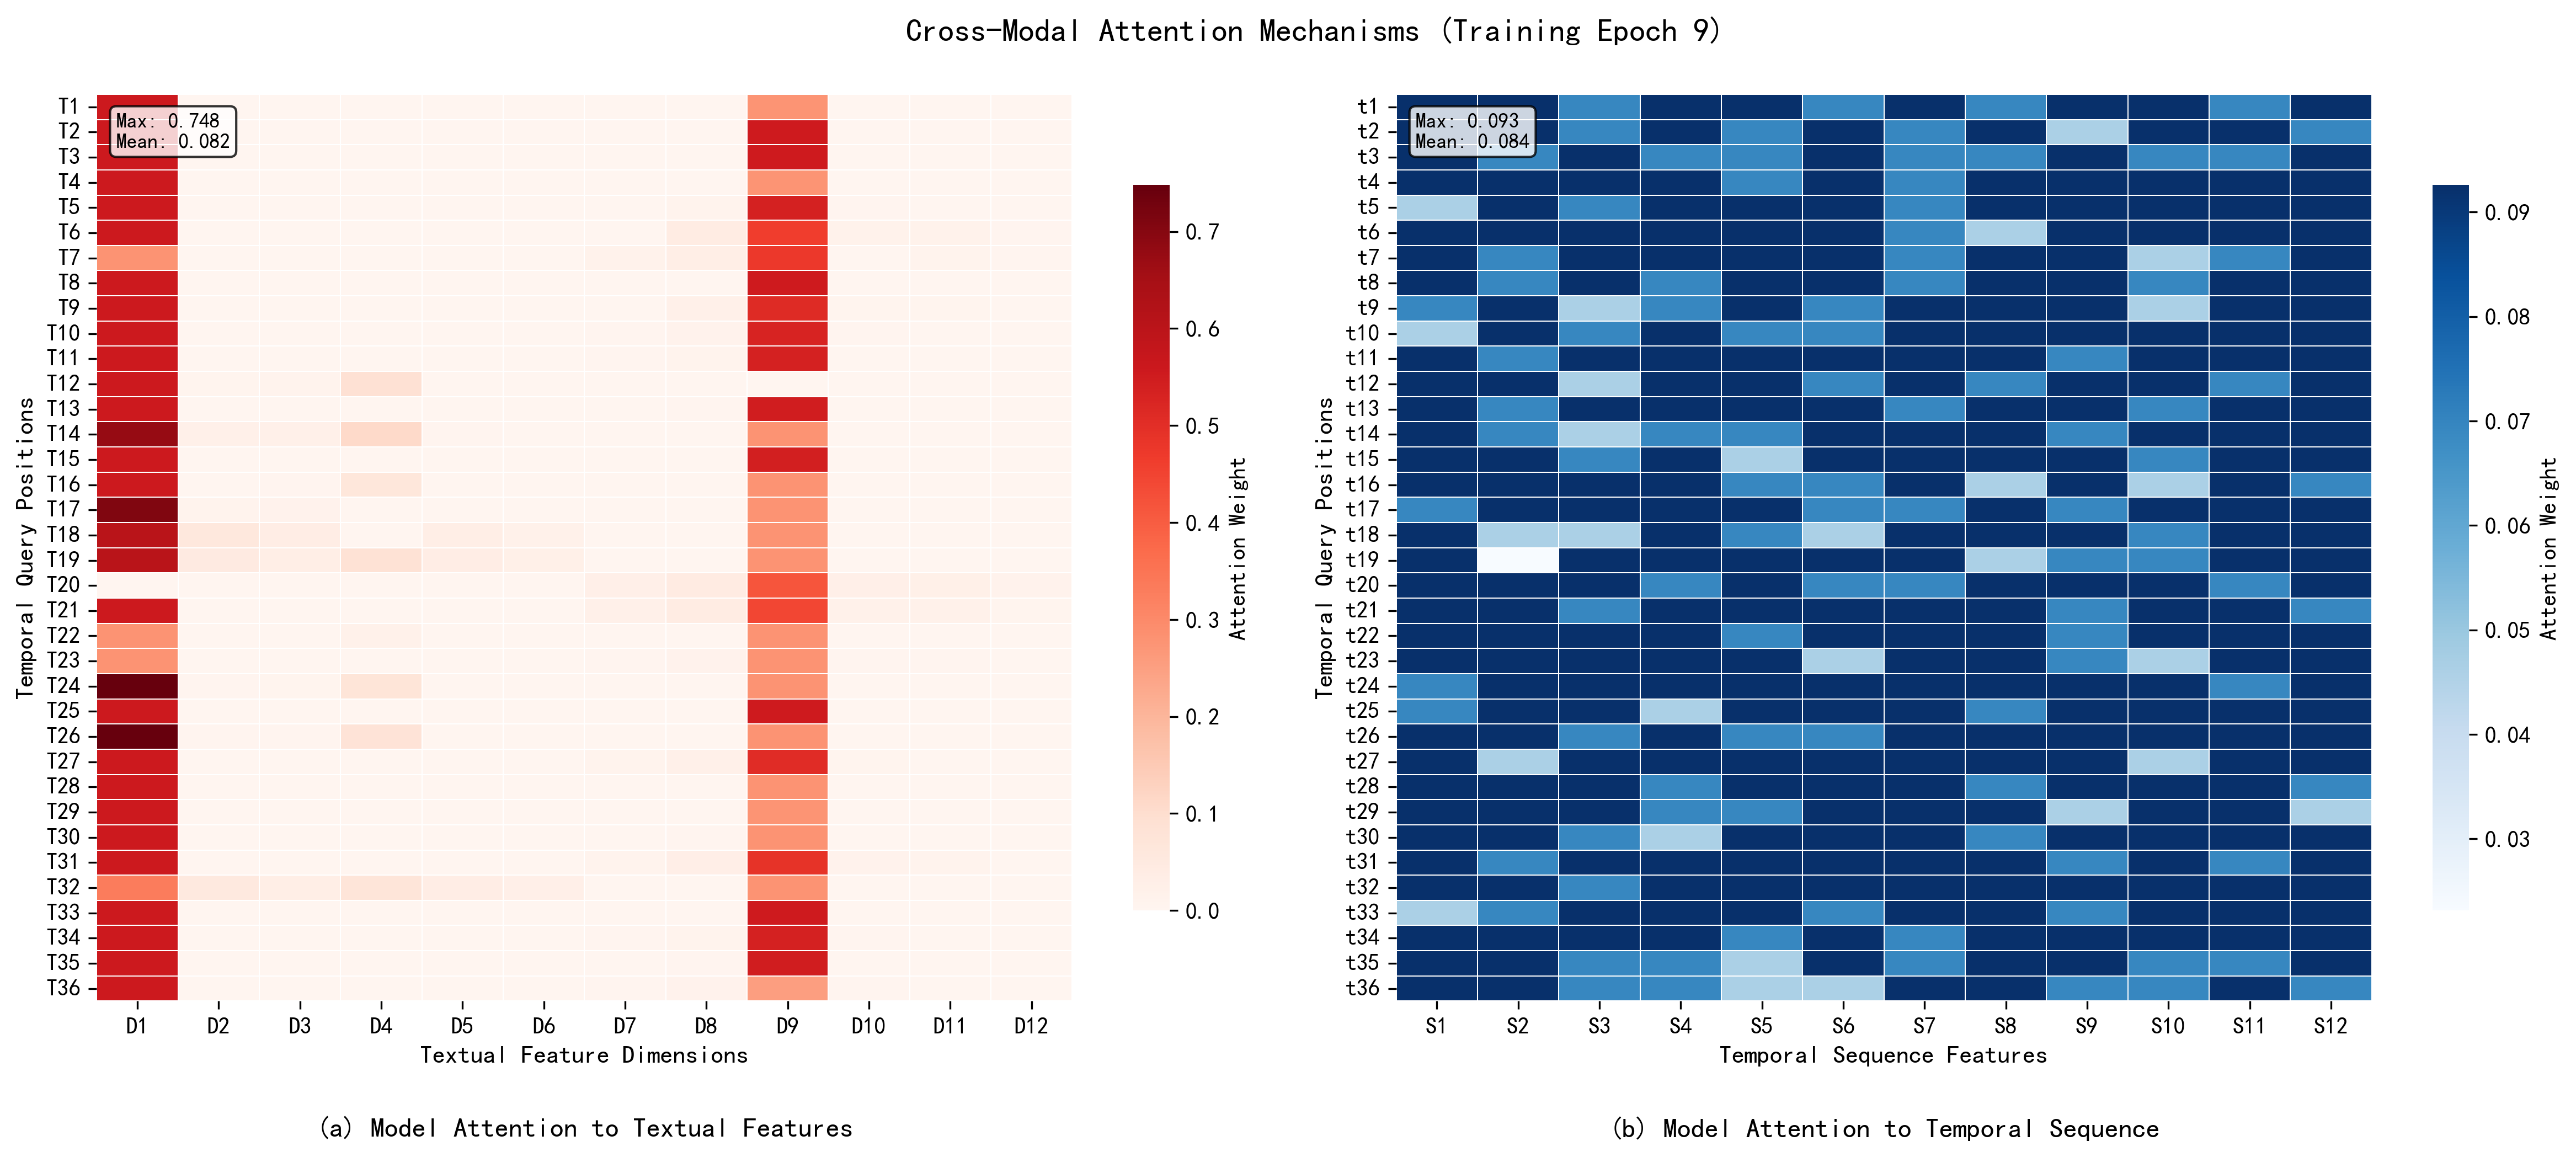 Cross-Modal Attention Mechanisms (Training Epoch 9)
Max: 0.748
Mean: 0.082
Temporal Query Positions
T1
T2
T3
T4
T5
T6
T7
T8
T9
T10
T11
T12
T13
T14
T15
T16
T17
T18
T19
T20
T21
T22
T23
T24
T25
T26
T27
T28
T29
T30
T31
T32
T33
T34
T35
T36
D1 D2 D3 D4 D5 D6 D7 D8 D9 D10 D11 D12
Textual Feature Dimensions
0.7
0.6
0.5
0.4
0.3
0.2
0.1
0.0
Attention Weight
(a) Model Attention to Textual Features
Max: 0.093
Mean: 0.084
Temporal Query Positions
t1
t2
t3
t4
t5
t6
t7
t8
t9
t10
t11
t12
t13
t14
t15
t16
t17
t18
t19
t20
t21
t22
t23
t24
t25
t26
t27
t28
t29
t30
t31
t32
t33
t34
t35
t36
S1 S2 S3 S4 S5 S6 S7 S8 S9 S10 S11 S12
Temporal Sequence Features
0.09
0.08
0.07
0.06
0.05
0.04
0.03
Attention Weight
(b) Model Attention to Temporal Sequence